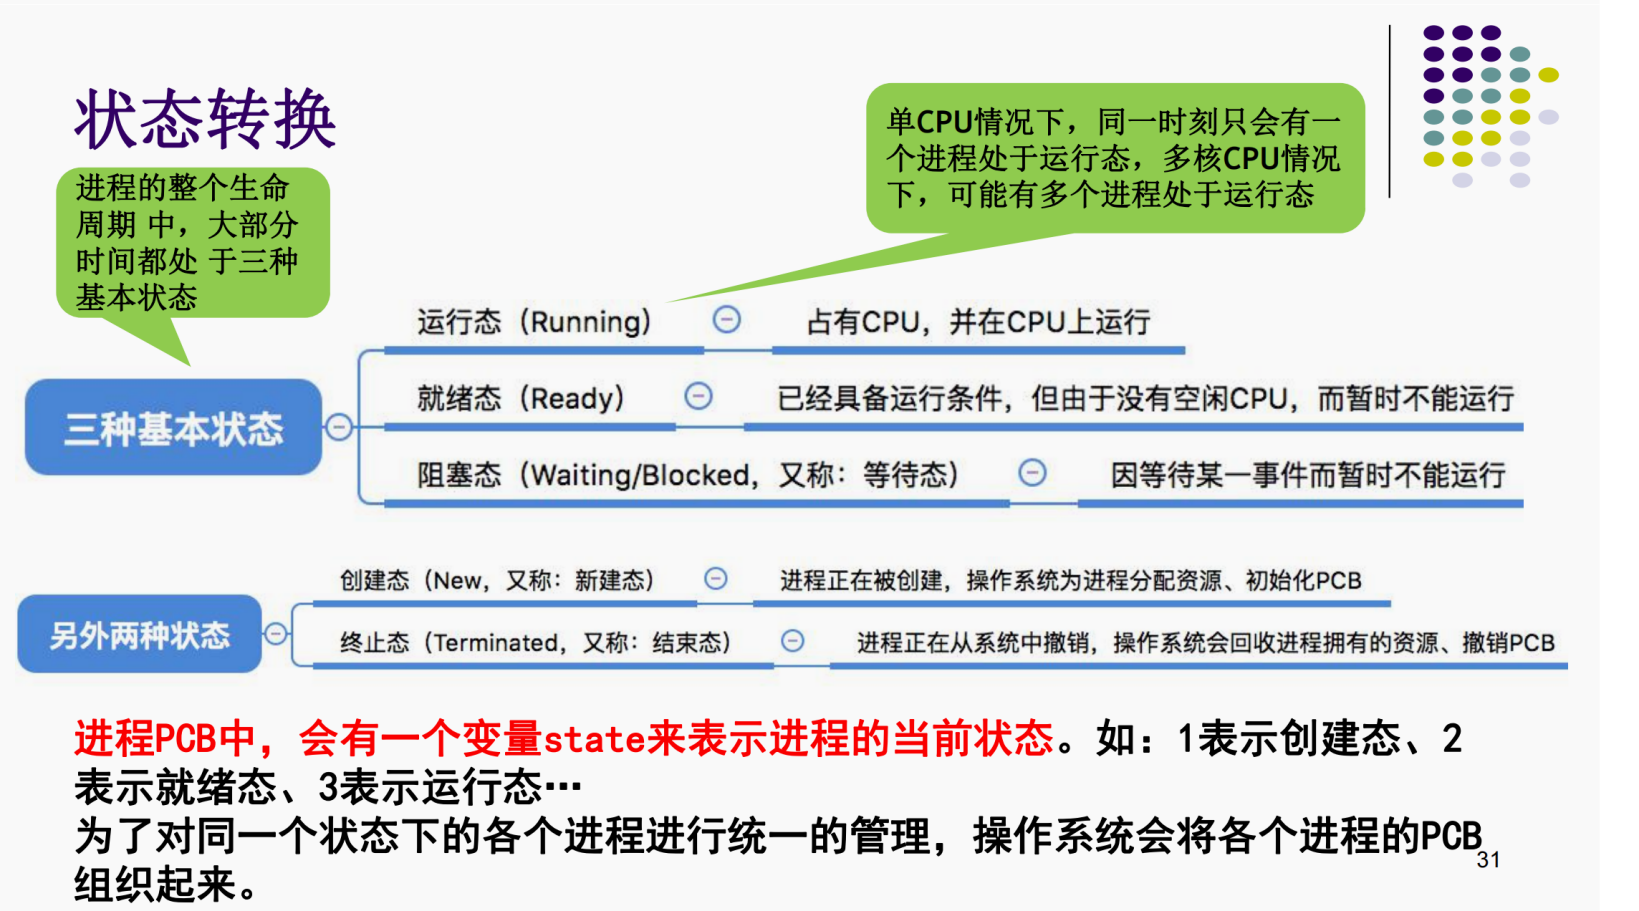 状态转换
单CPU情况下，同一时刻只会有一
个进程处于运行态，多核CPU情况
下，可能有多个进程处于运行态
进程的整个生命
周期 中，大部分
时间都处 于三种
基本状态
三种基本状态
运行态（Running）
占有CPU，并在CPU上运行
就绪态（Ready）
已经具备运行条件，但由于没有空闲CPU，而暂时不能运行
阻塞态（Waiting/Blocked，又称：等待态）
因等待某一事件而暂时不能运行
另外两种状态
创建态（New，又称：新建态）
进程正在被创建，操作系统为进程分配资源、初始化PCB
终止态（Terminated，又称：结束态）
进程正在从系统中撤销，操作系统会回收进程拥有的资源、撤销PCB
进程PCB中，会有一个变量state来表示进程的当前状态。如：1表示创建态、2
表示就绪态、3表示运行态…
为了对同一个状态下的各个进程进行统一的管理，操作系统会将各个进程的PCB
组织起来。
31